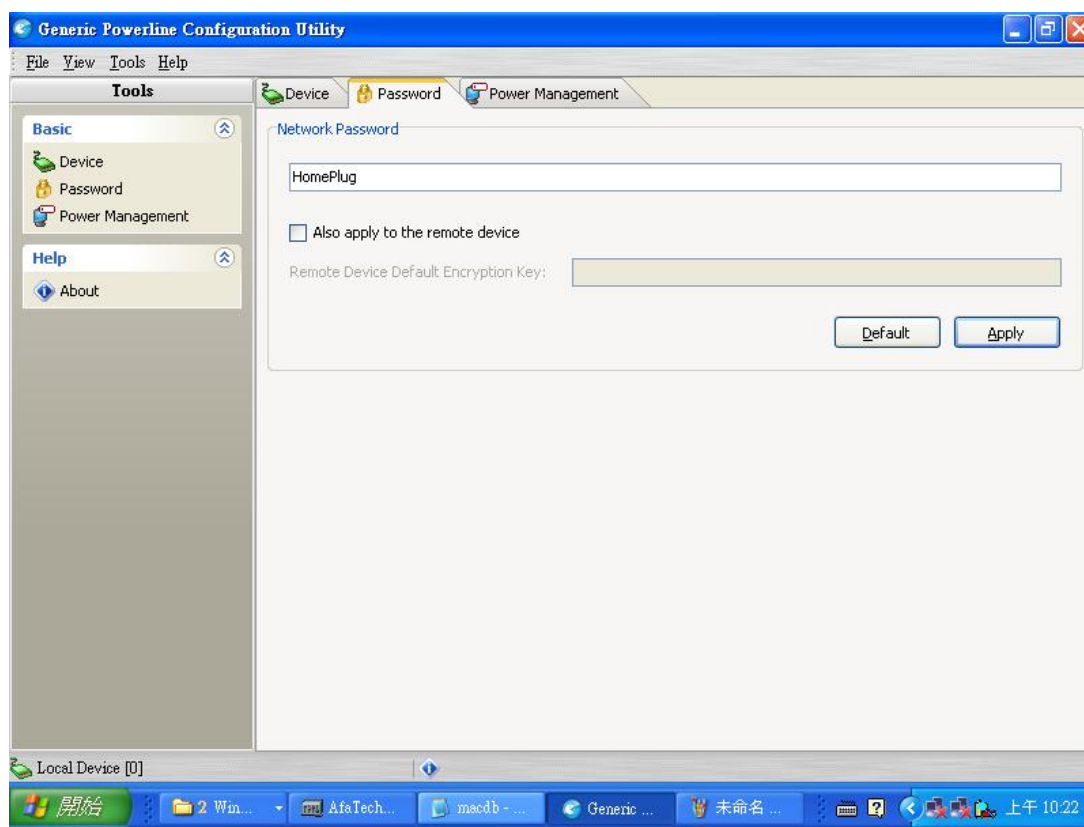 Generic Powerline Configuration Utility
File View Tools Help
Tools
Basic
Device
Password
Power Management
Help
About
Device Password Power Management
Network Password
HomePlug
Also apply to the remote device
Remote Device Default Encryption Key:
Default Apply
Local Device [0]
開始 2 Win... AfaTech... macdb - ... Generic ... 未命名 ... 上午 10:22